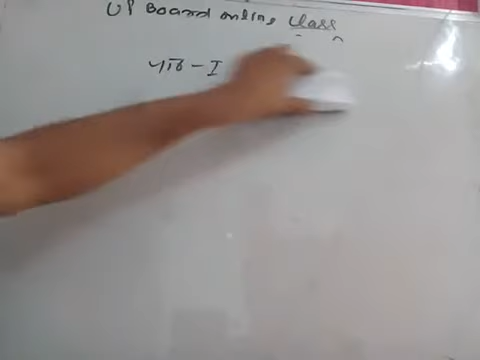 UP Board online Class
पाठ - I